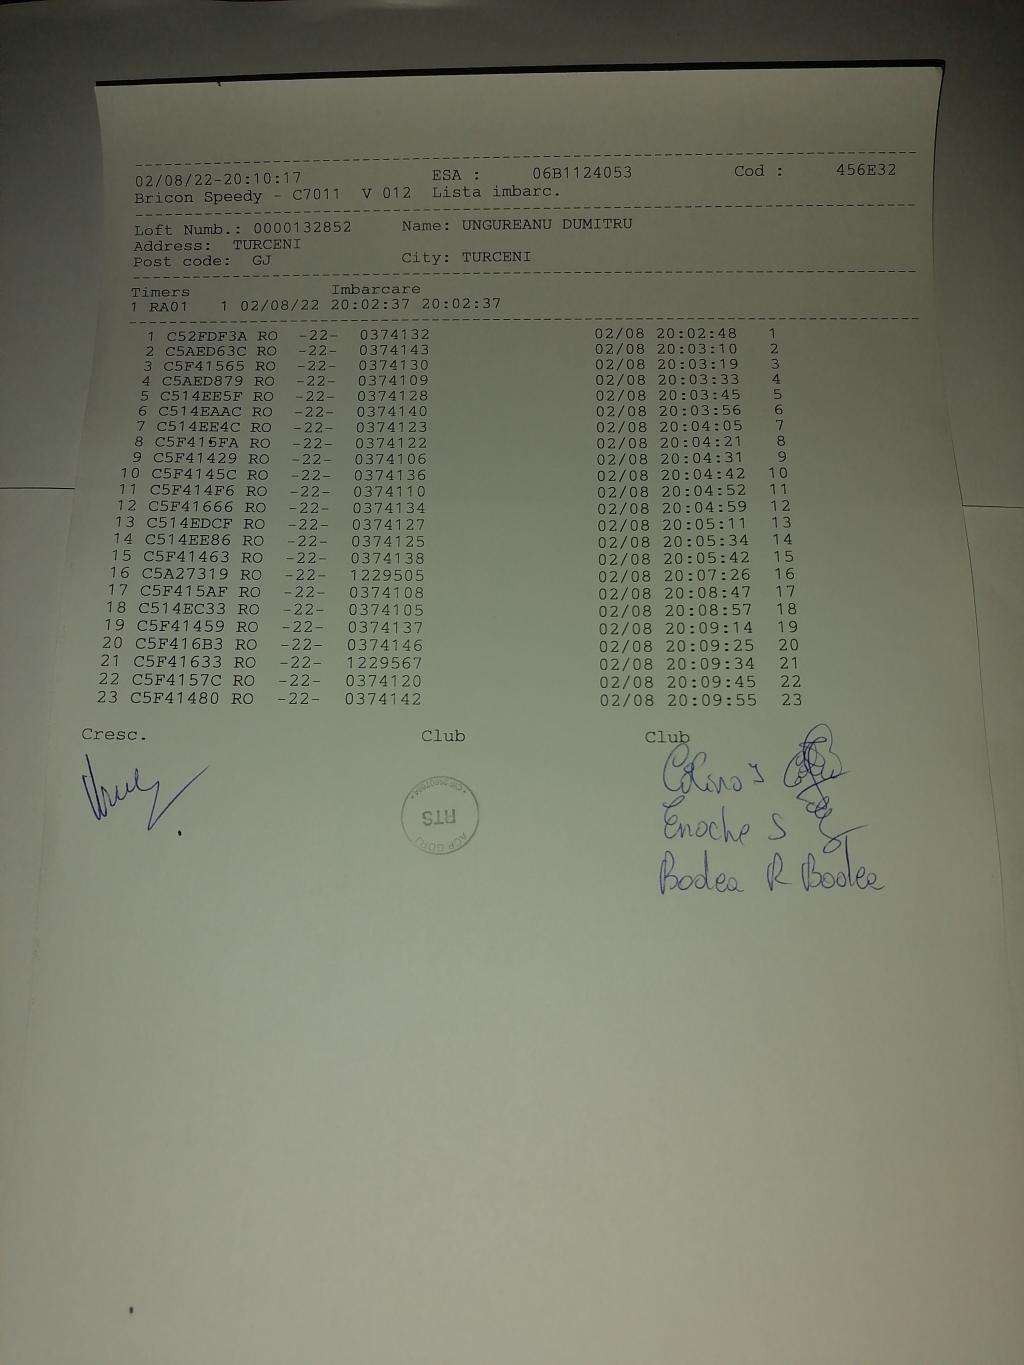 02/08/22-20:10:17 ESA : 06B1124053 Cod : 456E32
Bricon Speedy - C7011 V 012 Lista imbarc.
Loft Numb.: 0000132852 Name: UNGUREANU DUMITRU
Address: TURCENI
Post code: GJ City: TURCENI
Timers Imbarcare
1 RA01 1 02/08/22 20:02:37 20:02:37
1 C52FDF3A RO -22- 0374132 02/08 20:02:48 1
2 C5AED63C RO -22- 0374143 02/08 20:03:10 2
3 C5F41565 RO -22- 0374130 02/08 20:03:19 3
4 C5AED879 RO -22- 0374109 02/08 20:03:33 4
5 C514EE5F RO -22- 0374128 02/08 20:03:45 5
6 C514EAAC RO -22- 0374140 02/08 20:03:56 6
7 C514EE4C RO -22- 0374123 02/08 20:04:05 7
8 C5F415FA RO -22- 0374122 02/08 20:04:21 8
9 C5F41429 RO -22- 0374106 02/08 20:04:31 9
10 C5F4145C RO -22- 0374136 02/08 20:04:42 10
11 C5F414F6 RO -22- 0374110 02/08 20:04:52 11
12 C5F41666 RO -22- 0374134 02/08 20:04:59 12
13 C514EDCF RO -22- 0374127 02/08 20:05:11 13
14 C514EE86 RO -22- 0374125 02/08 20:05:34 14
15 C5F41463 RO -22- 0374138 02/08 20:05:42 15
16 C5A27319 RO -22- 1229505 02/08 20:07:26 16
17 C5F415AF RO -22- 0374108 02/08 20:08:47 17
18 C514EC33 RO -22- 0374105 02/08 20:08:57 18
19 C5F41459 RO -22- 0374137 02/08 20:09:14 19
20 C5F416B3 RO -22- 0374146 02/08 20:09:25 20
21 C5F41633 RO -22- 1229567 02/08 20:09:34 21
22 C5F4157C RO -22- 0374120 02/08 20:09:45 22
23 C5F41480 RO -22- 0374142 02/08 20:09:55 23
Cresc. Club Club
RTS
ACP GORJ
Enoche S
Bodea R Bodea